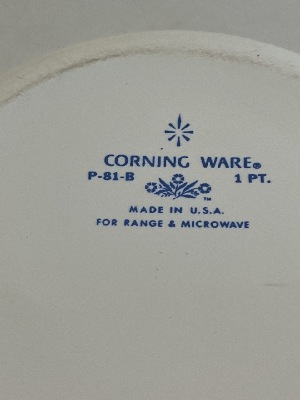 CORNING WARE®
P-81-B 1 PT.
TM
MADE IN U.S.A.
FOR RANGE & MICROWAVE